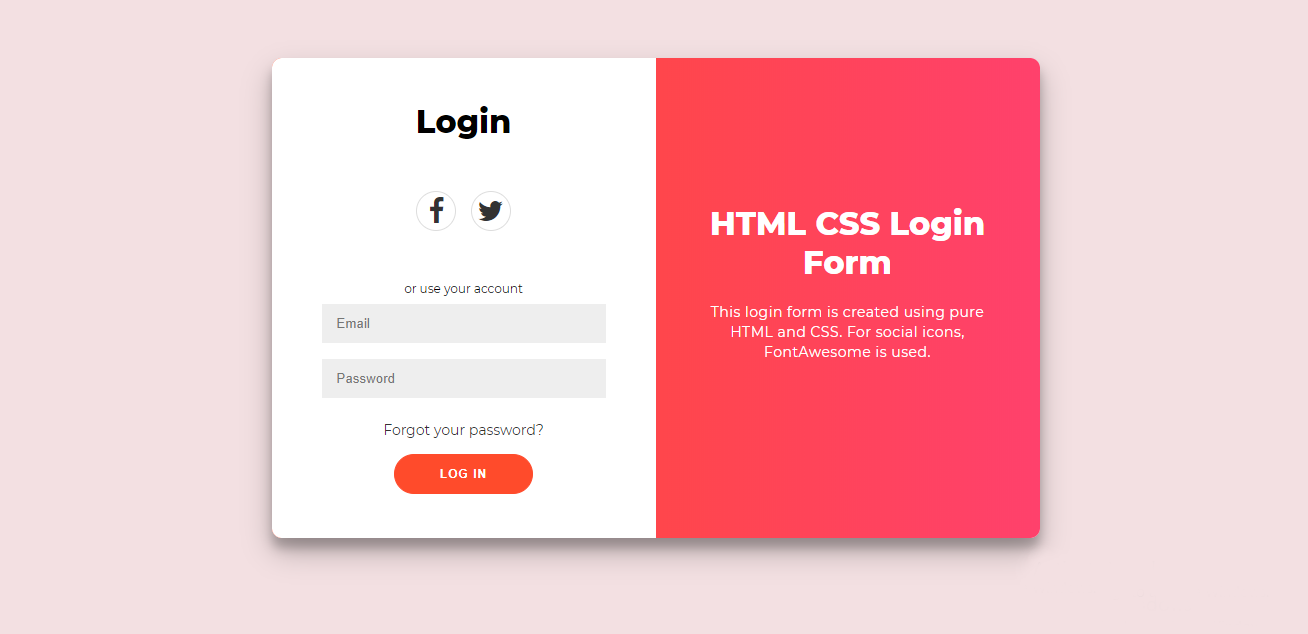 Login
or use your account
Email
Password
Forgot your password?
LOG IN
HTML CSS Login
Form
This login form is created using pure
HTML and CSS. For social icons,
FontAwesome is used.